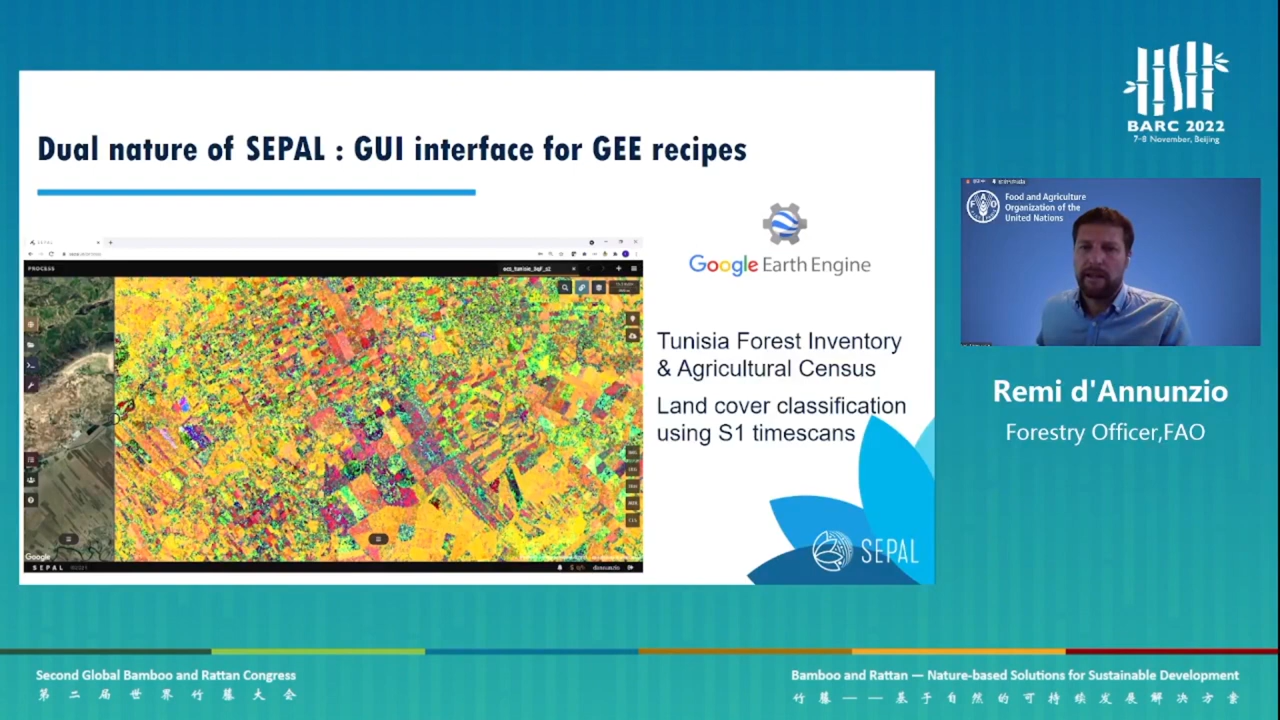 BARC 2022
7-8 November, Beijing
Dual nature of SEPAL : GUI interface for GEE recipes
Food and Agriculture
Organization of the
United Nations
Google Earth Engine
PROCESS
Tunisia Forest Inventory
& Agricultural Census
Land cover classification
using S1 timescans
Google
SEPAL
dannunzio
SEPAL
Remi d'Annunzio
Forestry Officer,FAO
Second Global Bamboo and Rattan Congress
第二届世界竹藤大会
Bamboo and Rattan — Nature-based Solutions for Sustainable Development
竹藤——基于自然的可持续发展解决方案